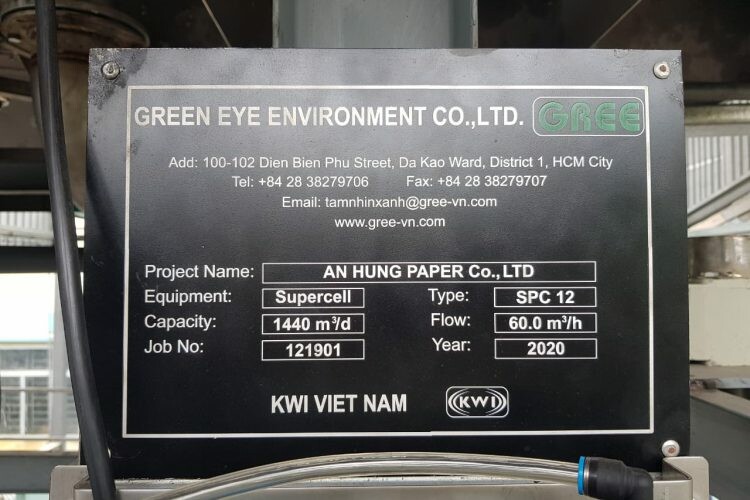 GREEN EYE ENVIRONMENT CO.,LTD. GREE
Add: 100-102 Dien Bien Phu Street, Da Kao Ward, District 1, HCM City
Tel: +84 28 38279706 Fax: +84 28 38279707
Email: tamnhinxanh@gree-vn.com
www.gree-vn.com
Project Name: AN HUNG PAPER Co.,LTD
Equipment: Supercell Type: SPC 12
Capacity: 1440 m³/d Flow: 60.0 m³/h
Job No: 121901 Year: 2020
KWI VIET NAM KWI